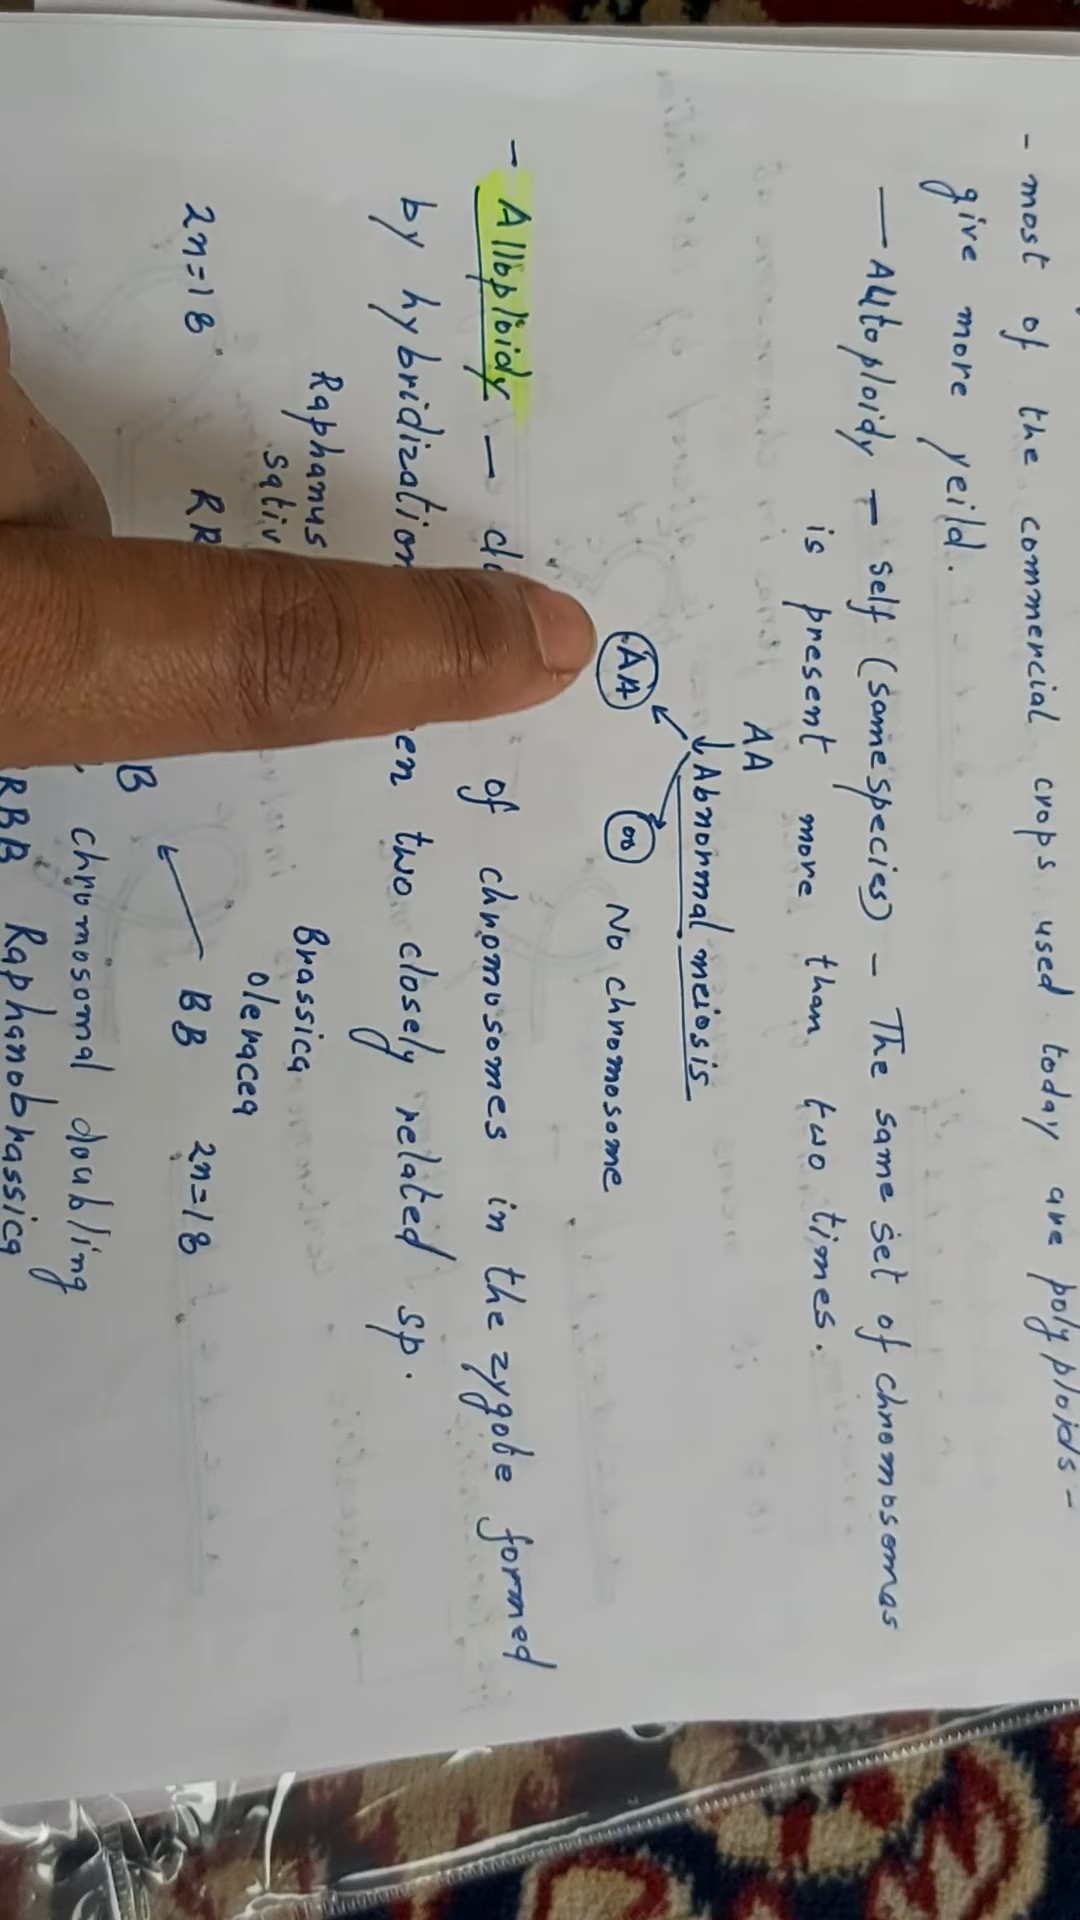 - most of the commercial crops used today are polyploids -
give more yeild.
— Autoploidy - self (same species) - The same set of chromosomes
is present more than two times.
AA
Abnormal meiosis
AA on No chromosome
- Alloploidy - of chromosomes in the zygote formed
by hybridization two closely related sp.
Raphanus Brassica
oleracea
2n=18 BB 2n=18
B
chromosomal doubling
Raphanobrassica